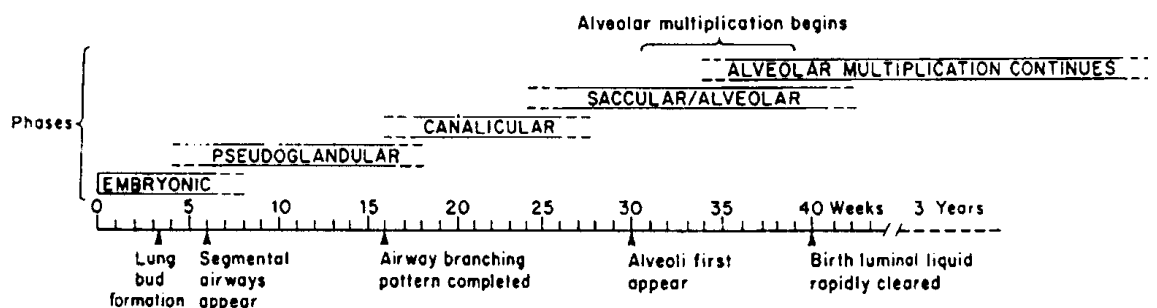 Alveolar multiplication begins
ALVEOLAR MULTIPLICATION CONTINUES
SACCULAR/ALVEOLAR
Phases
CANALICULAR
PSEUDOGLANDULAR
EMBRYONIC
0 5 10 15 20 25 30 35 40 Weeks 3 Years
Lung bud formation
Segmental airways appear
Airway branching pattern completed
Alveoli first appear
Birth luminal liquid rapidly cleared